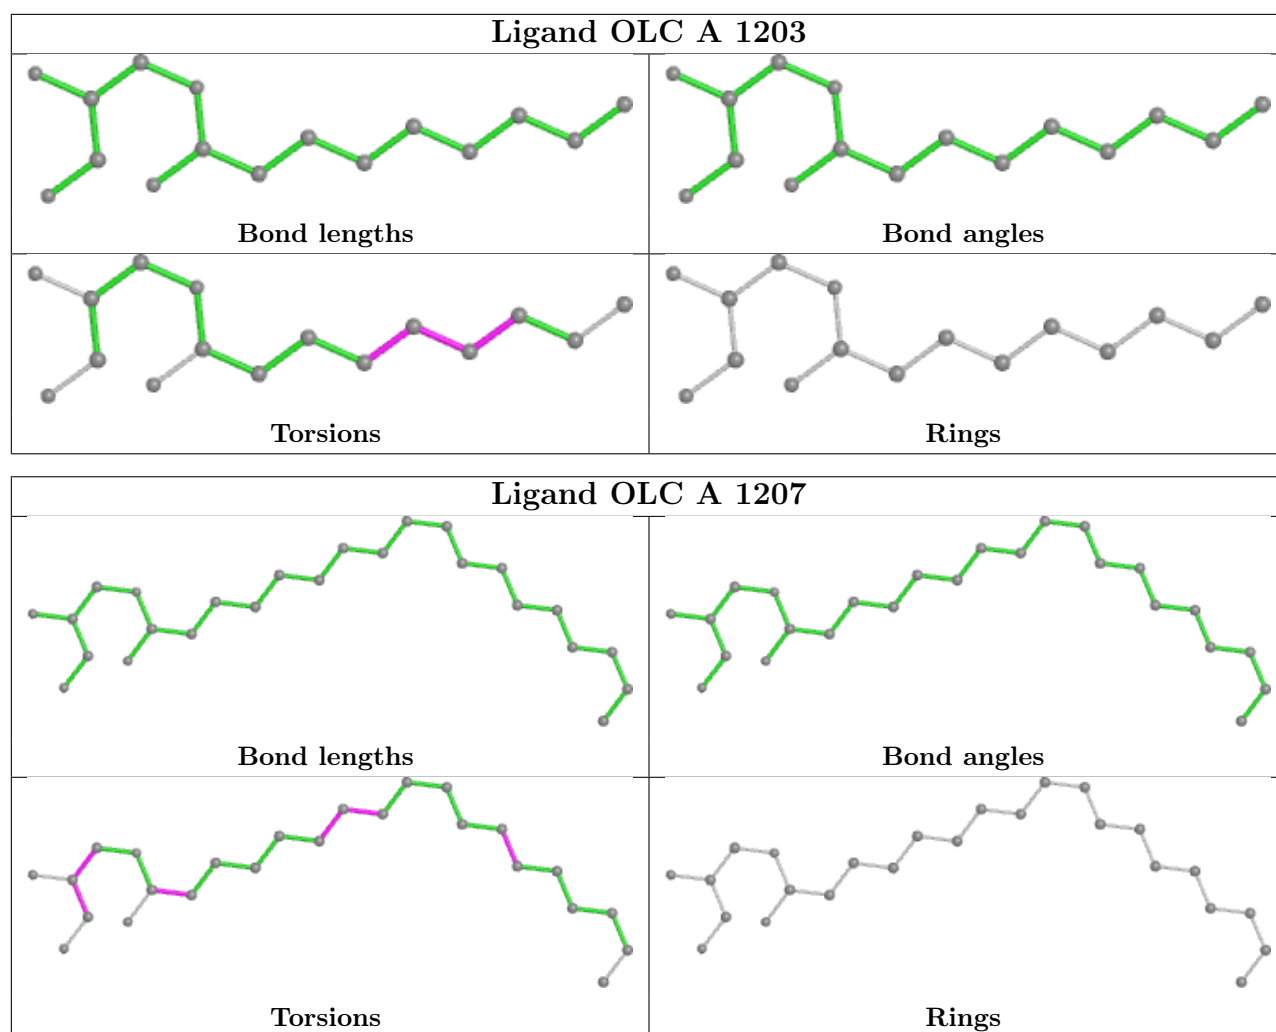 Ligand OLC A 1203
Bond lengths
Bond angles
Torsions
Rings
Ligand OLC A 1207
Bond lengths
Bond angles
Torsions
Rings